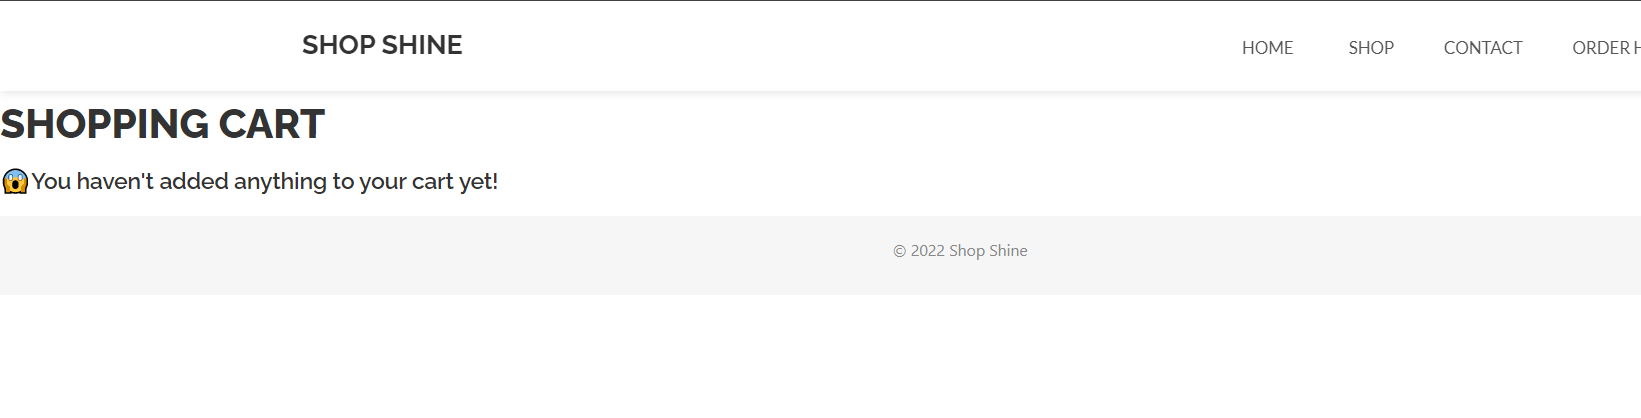 SHOP SHINE HOME SHOP CONTACT ORDER
SHOPPING CART
😱 You haven't added anything to your cart yet!
© 2022 Shop Shine